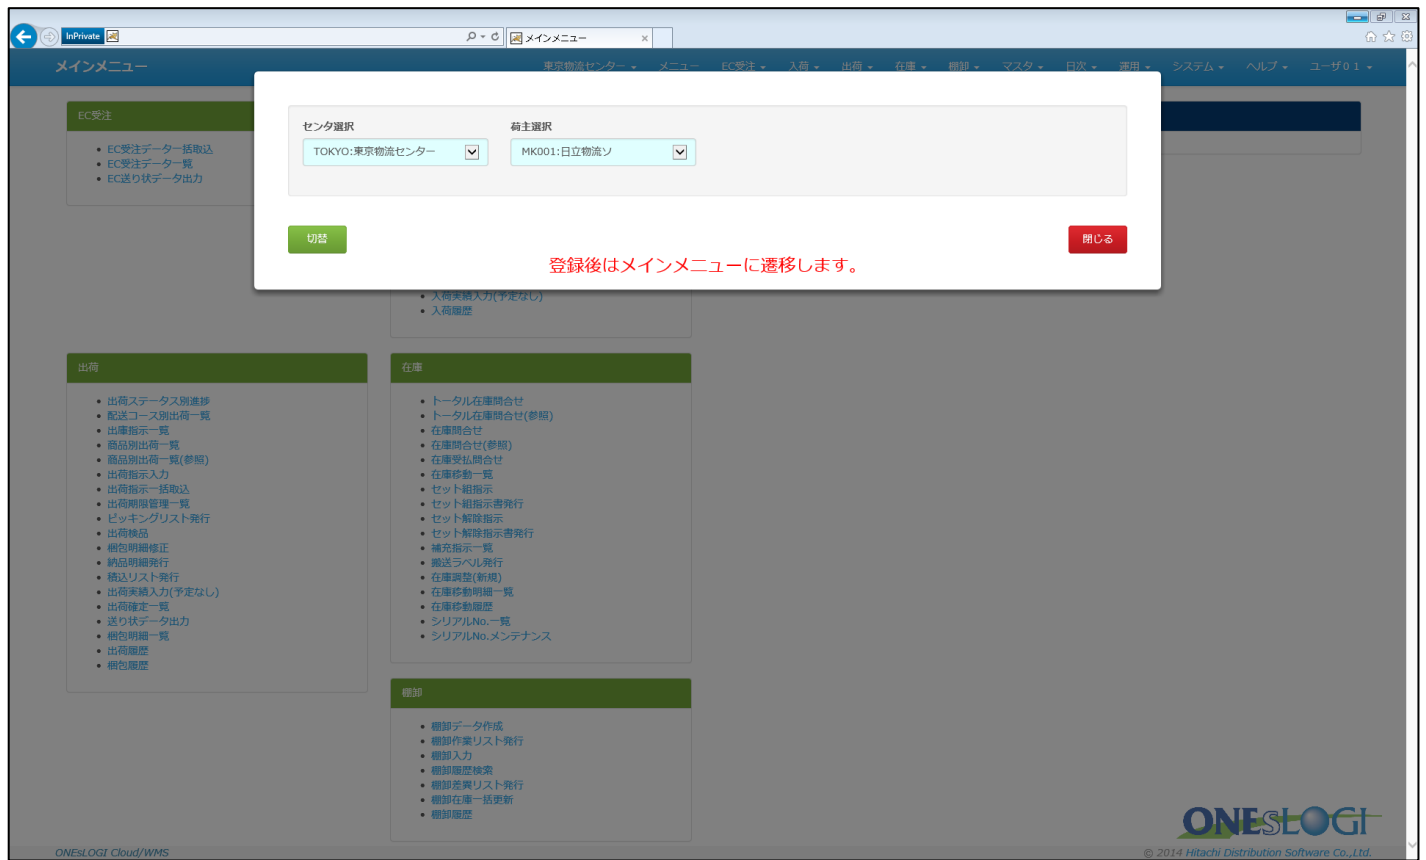 InPrivate
メインメニュー
メインメニュー
東京物流センター メニュー EC受注 入荷 出荷 在庫 棚卸 マスタ 日次 運用 システム ヘルプ ユーザ01
センタ選択
TOKYO:東京物流センター
荷主選択
MK001:日立物流ソ
切替
閉じる
登録後はメインメニューに遷移します。
EC受注
EC受注データ一括取込
EC受注データ一覧
EC送り状データ出力
入荷実績入力(予定なし)
入荷履歴
出荷
出荷ステータス別進捗
配送コース別出荷一覧
出庫指示一覧
商品別出荷一覧
商品別出荷一覧(参照)
出荷指示入力
出荷指示一括取込
出荷期限管理一覧
ピッキングリスト発行
出荷検品
梱包明細修正
納品明細発行
積込リスト発行
出荷実績入力(予定なし)
出荷確定一覧
送り状データ出力
梱包明細一覧
出荷履歴
梱包履歴
在庫
トータル在庫問合せ
トータル在庫問合せ(参照)
在庫問合せ
在庫問合せ(参照)
在庫受払問合せ
在庫移動一覧
セット組指示
セット組指示書発行
セット解除指示
セット解除指示書発行
補充指示一覧
搬送ラベル発行
在庫調整(新規)
在庫移動明細一覧
在庫移動履歴
シリアルNo.一覧
シリアルNo.メンテナンス
棚卸
棚卸データ作成
棚卸作業リスト発行
棚卸入力
棚卸履歴検索
棚卸差異リスト発行
棚卸在庫一括更新
棚卸履歴
ONEsLOGI
ONEsLOGI Cloud/WMS
© 2014 Hitachi Distribution Software Co.,Ltd.